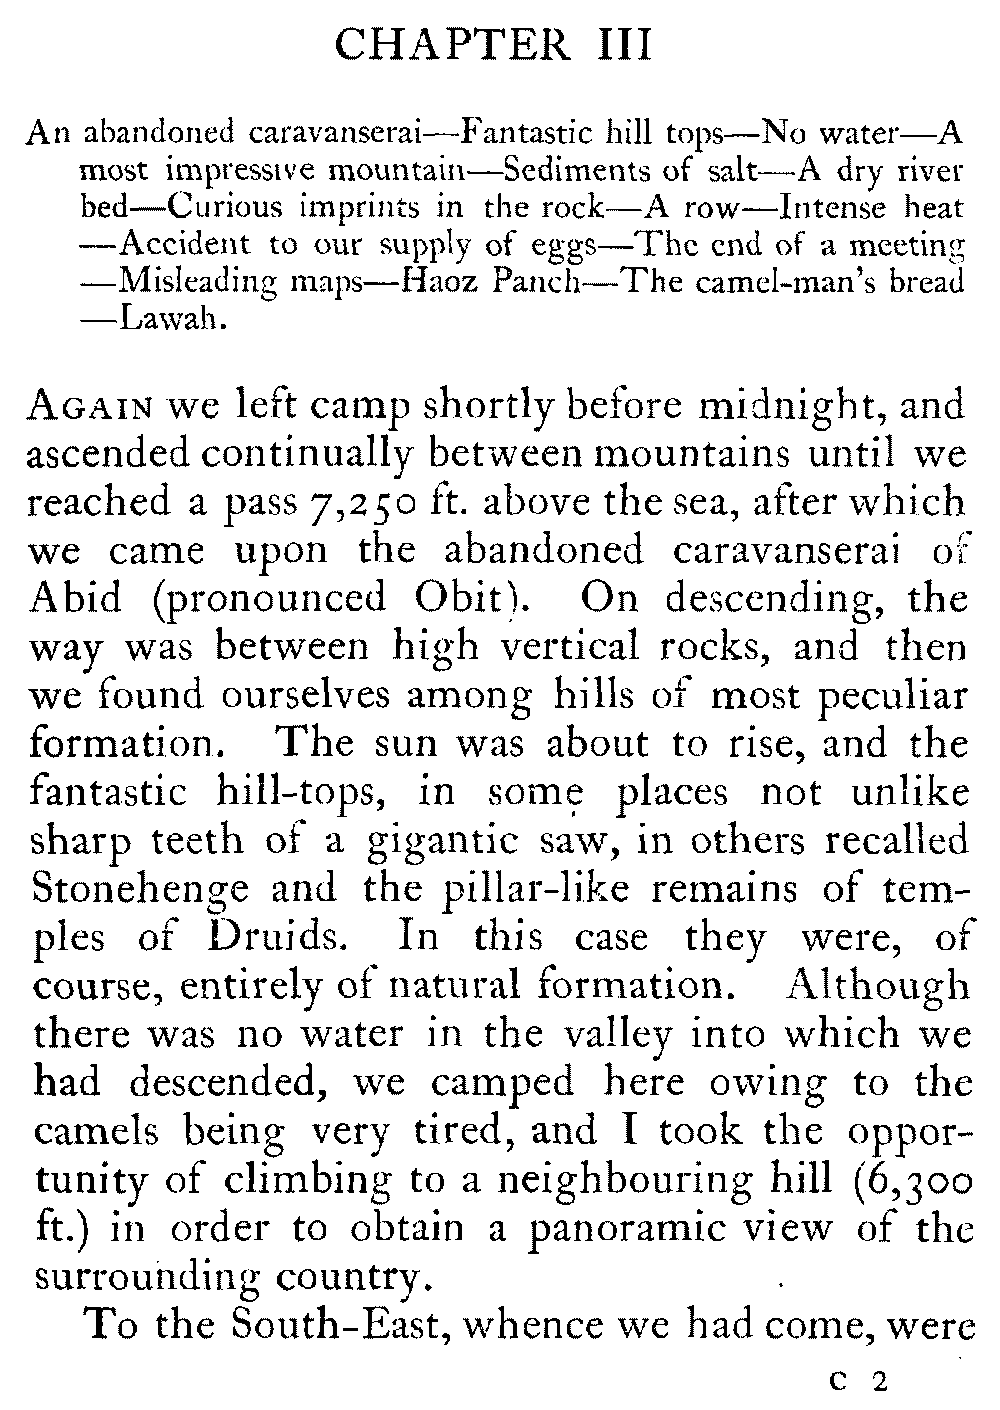 CHAPTER III
An abandoned caravanserai—Fantastic hill tops—No water—A
most impressive mountain—Sediments of salt—A dry river
bed—Curious imprints in the rock—A row—Intense heat
—Accident to our supply of eggs—The end of a meeting
—Misleading maps—Haoz Panch—The camel-man's bread
—Lawah.
AGAIN we left camp shortly before midnight, and
ascended continually between mountains until we
reached a pass 7,250 ft. above the sea, after which
we came upon the abandoned caravanserai of
Abid (pronounced Obit). On descending, the
way was between high vertical rocks, and then
we found ourselves among hills of most peculiar
formation. The sun was about to rise, and the
fantastic hill-tops, in some places not unlike
sharp teeth of a gigantic saw, in others recalled
Stonehenge and the pillar-like remains of tem-
ples of Druids. In this case they were, of
course, entirely of natural formation. Although
there was no water in the valley into which we
had descended, we camped here owing to the
camels being very tired, and I took the oppor-
tunity of climbing to a neighbouring hill (6,300
ft.) in order to obtain a panoramic view of the
surrounding country.
To the South-East, whence we had come, were
C 2